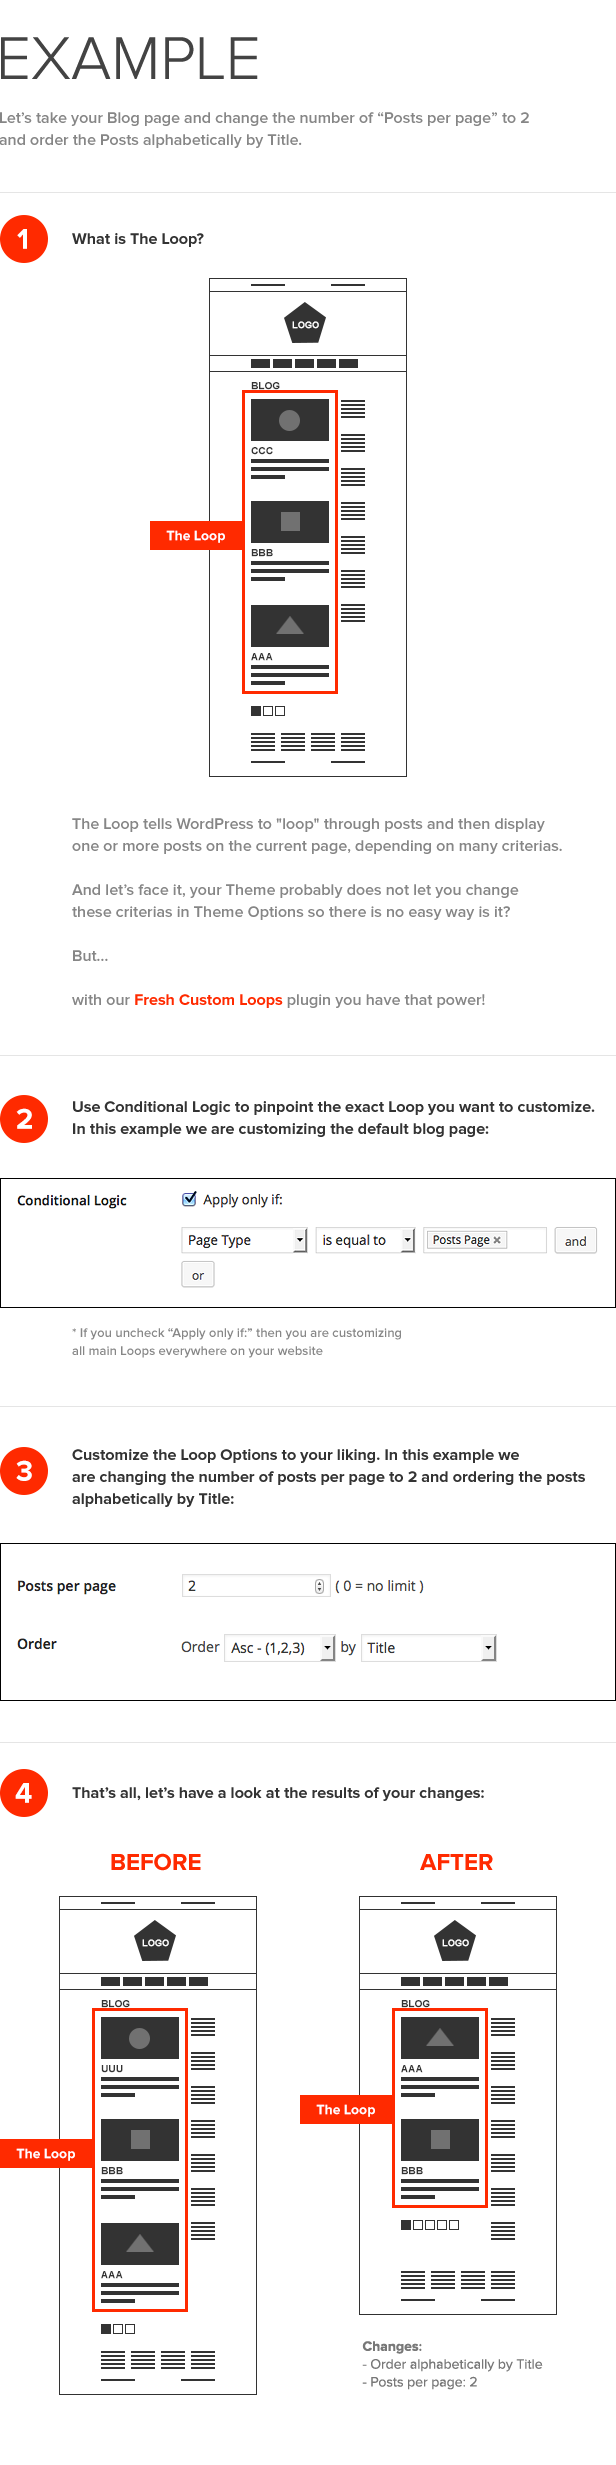 EXAMPLE
Let’s take your Blog page and change the number of “Posts per page” to 2
and order the Posts alphabetically by Title.
1
What is The Loop?
LOGO
BLOG
CCC
The Loop
BBB
AAA
The Loop tells WordPress to "loop" through posts and then display
one or more posts on the current page, depending on many criterias.
And let’s face it, your Theme probably does not let you change
these criterias in Theme Options so there is no easy way is it?
But...
with our Fresh Custom Loops plugin you have that power!
2
Use Conditional Logic to pinpoint the exact Loop you want to customize.
In this example we are customizing the default blog page:
Conditional Logic
Apply only if:
Page Type is equal to Posts Page × and
or
* If you uncheck “Apply only if:” then you are customizing
all main Loops everywhere on your website
3
Customize the Loop Options to your liking. In this example we
are changing the number of posts per page to 2 and ordering the posts
alphabetically by Title:
Posts per page 2 ( 0 = no limit )
Order Order Asc - (1,2,3) by Title
4
That’s all, let’s have a look at the results of your changes:
BEFORE
LOGO
BLOG
UUU
The Loop
BBB
AAA
AFTER
LOGO
BLOG
AAA
The Loop
BBB
Changes:
- Order alphabetically by Title
- Posts per page: 2